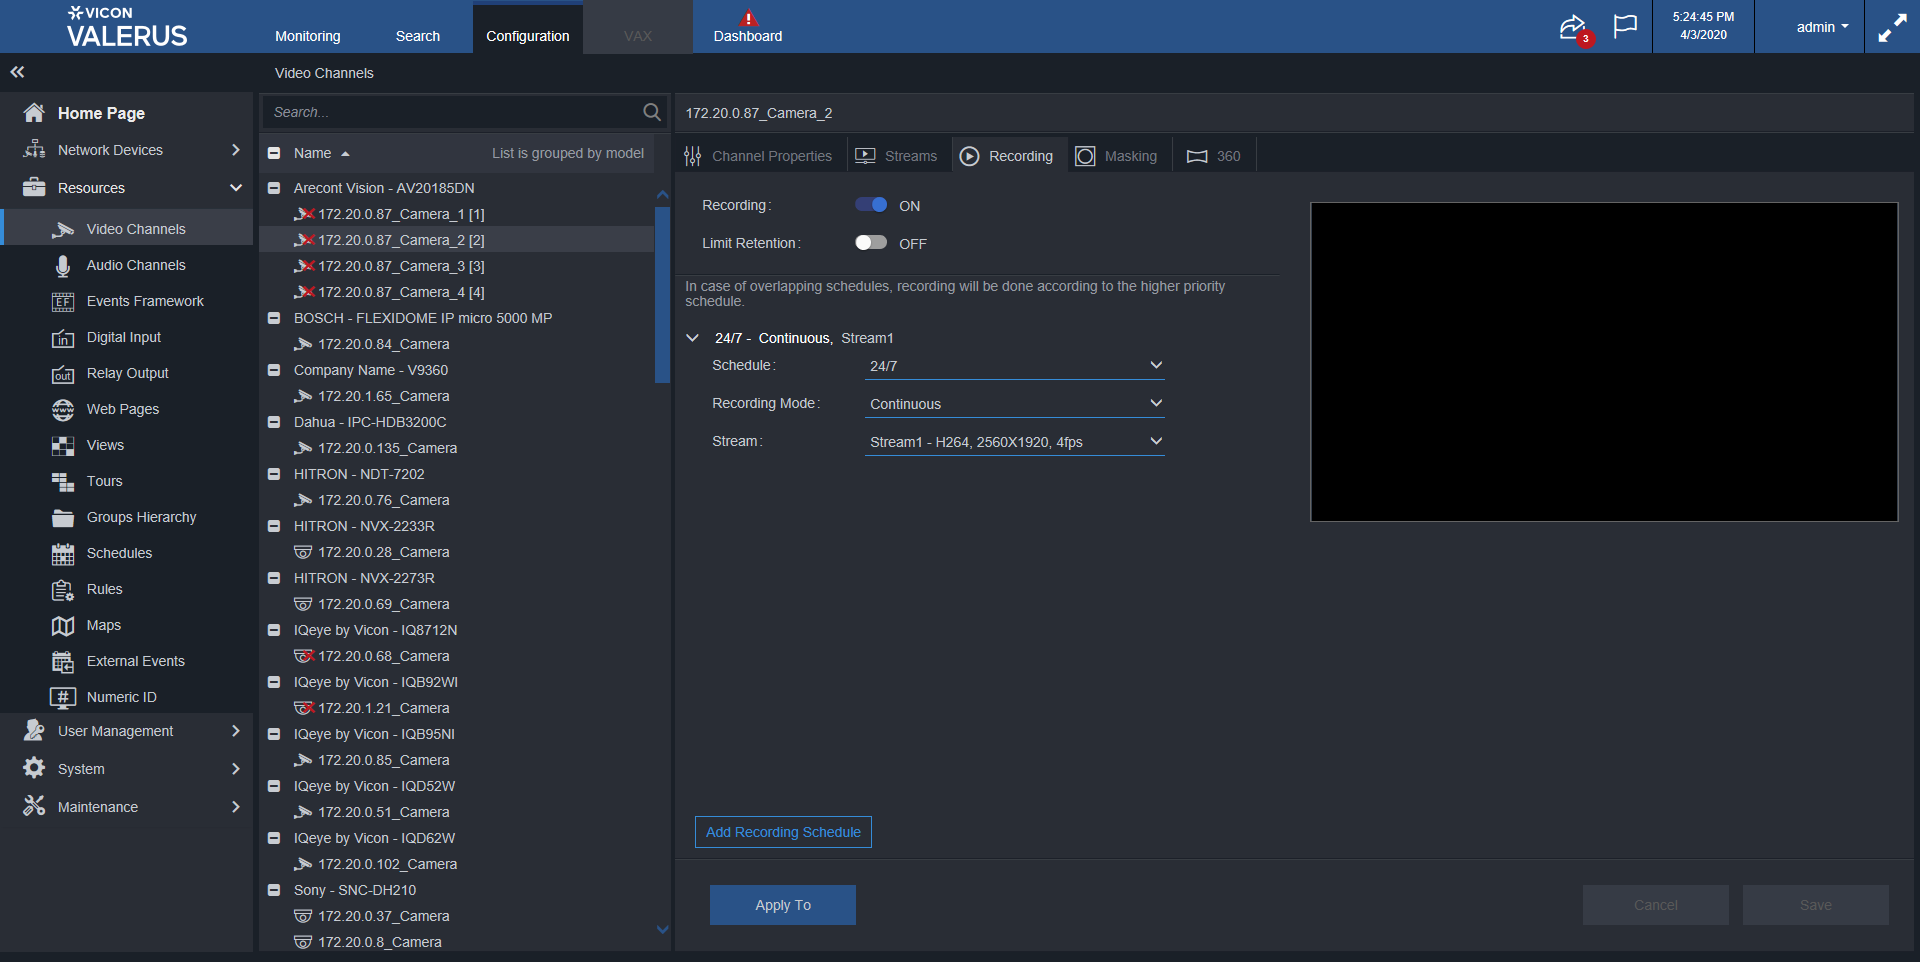 VICON
VALERUS
Monitoring
Search
Configuration
VAX
Dashboard
3
5:24:45 PM
4/3/2020
admin
Video Channels
Home Page
Network Devices
Resources
Video Channels
Audio Channels
EF
Events Framework
in
Digital Input
out
Relay Output
www
Web Pages
Views
Tours
Groups Hierarchy
Schedules
Rules
Maps
External Events
#
Numeric ID
User Management
System
Maintenance
Search...
Name
List is grouped by model
Arecont Vision - AV20185DN
172.20.0.87_Camera_1 [1]
172.20.0.87_Camera_2 [2]
172.20.0.87_Camera_3 [3]
172.20.0.87_Camera_4 [4]
BOSCH - FLEXIDOME IP micro 5000 MP
172.20.0.84_Camera
Company Name - V9360
172.20.1.65_Camera
Dahua - IPC-HDB3200C
172.20.0.135_Camera
HITRON - NDT-7202
172.20.0.76_Camera
HITRON - NVX-2233R
172.20.0.28_Camera
HITRON - NVX-2273R
172.20.0.69_Camera
IQeye by Vicon - IQ8712N
172.20.0.68_Camera
IQeye by Vicon - IQB92WI
172.20.1.21_Camera
IQeye by Vicon - IQB95NI
172.20.0.85_Camera
IQeye by Vicon - IQD52W
172.20.0.51_Camera
IQeye by Vicon - IQD62W
172.20.0.102_Camera
Sony - SNC-DH210
172.20.0.37_Camera
172.20.0.8_Camera
172.20.0.87_Camera_2
Channel Properties
Streams
Recording
Masking
360
Recording:
ON
Limit Retention:
OFF
In case of overlapping schedules, recording will be done according to the higher priority
schedule.
24/7 - Continuous, Stream1
Schedule:
24/7
Recording Mode:
Continuous
Stream:
Stream1 - H264, 2560X1920, 4fps
Add Recording Schedule
Apply To
Cancel
Save